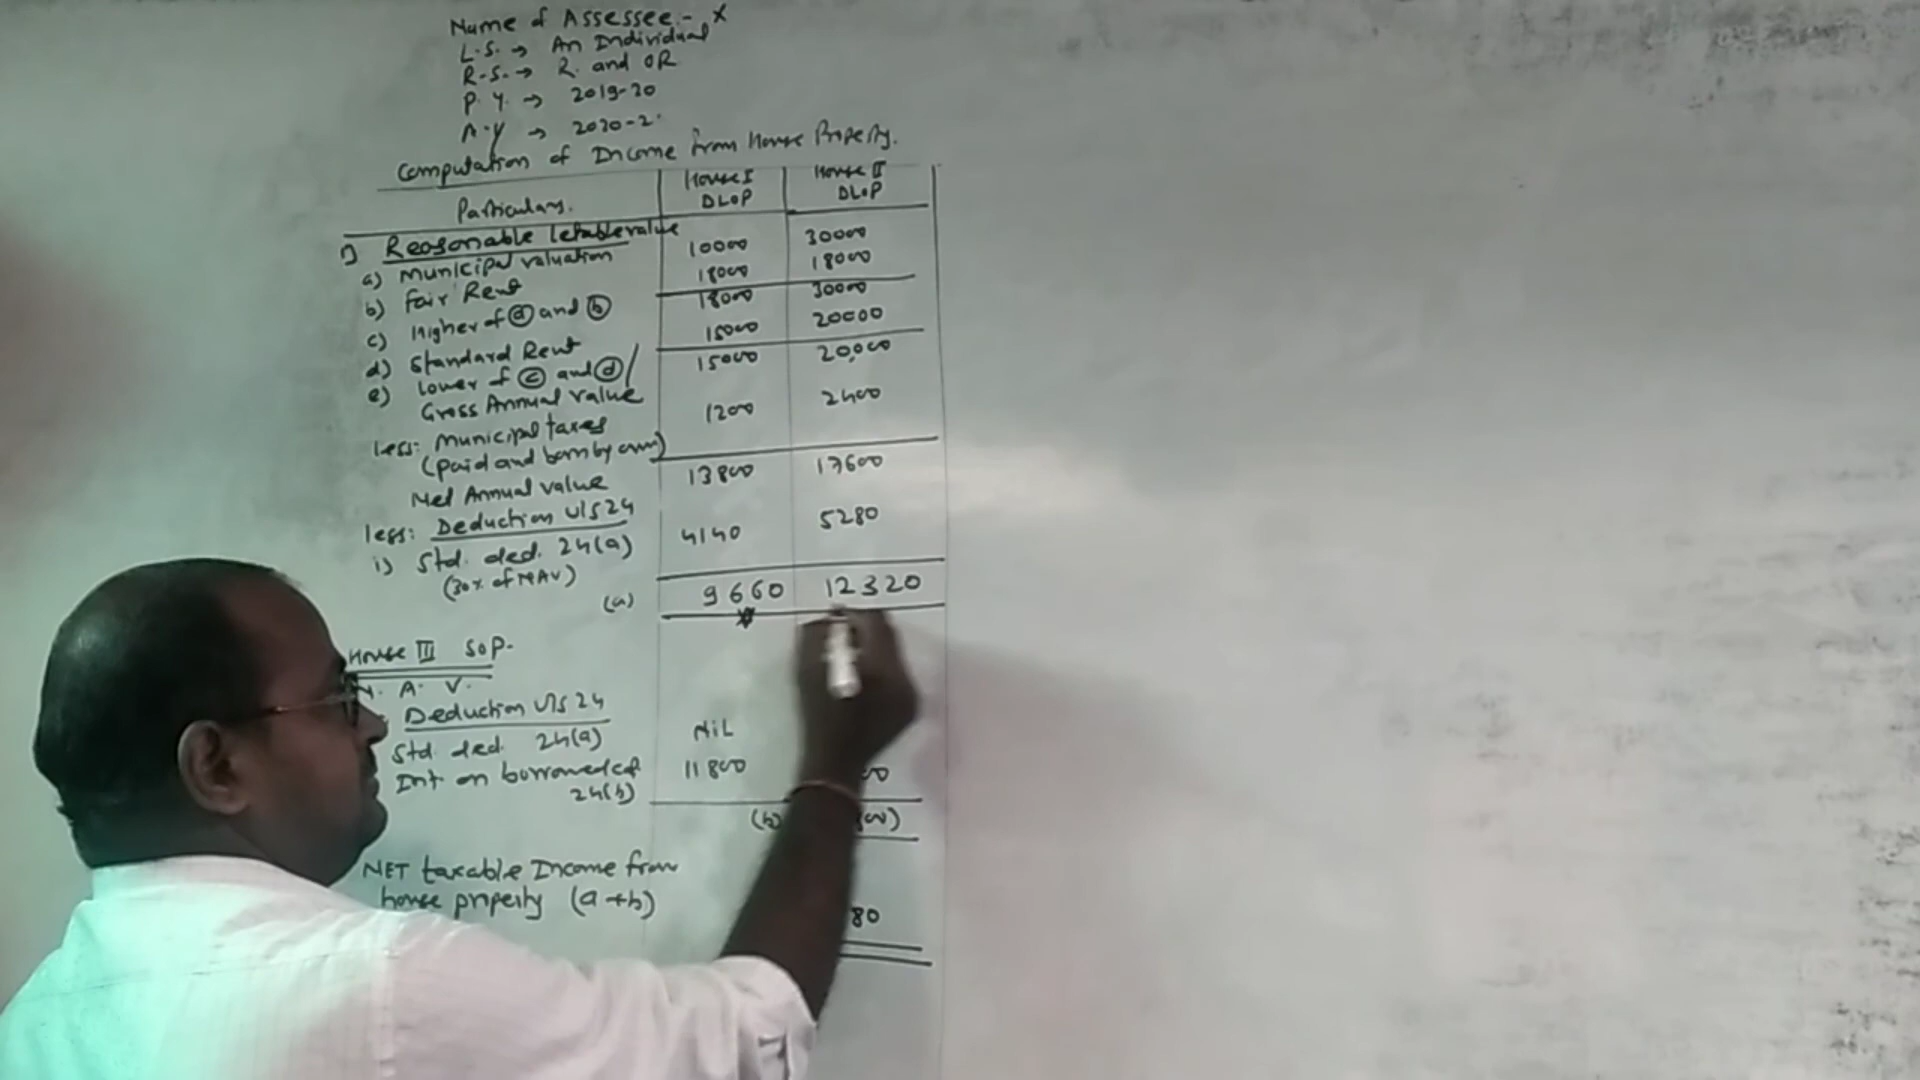 Name of Assessee - X
L.S. → An Individual
R.S. → R. and OR
P.Y. → 2019-20
A.Y → 2020-2
Computation of Income from House Property.
Particulars. House I DLOP House II DLOP
1) Reasonable letable value
a) Municipal valuation 10000 30000
b) Fair Rent 18000 18000
c) Higher of (a) and (b) 18000 30000
d) Standard Rent 15000 20000
e) Lower of (c) and (d)/ 15000 20,000
Gross Annual value
less: Municipal taxes 1200 2400
(paid and born by
Net Annual value 13800 17600
less: Deduction U/S 24
i) Std. ded. 24(a) 4140 5280
(30% of NAV)
(a) 9660 12320
House III SOP-
N. A. V.
Deduction U/S 24
Std. ded. 24(a) NIL
Int. on borrowed 11800
24(b)
(b) 00)
NET taxable Income from
house property (a+b) 80